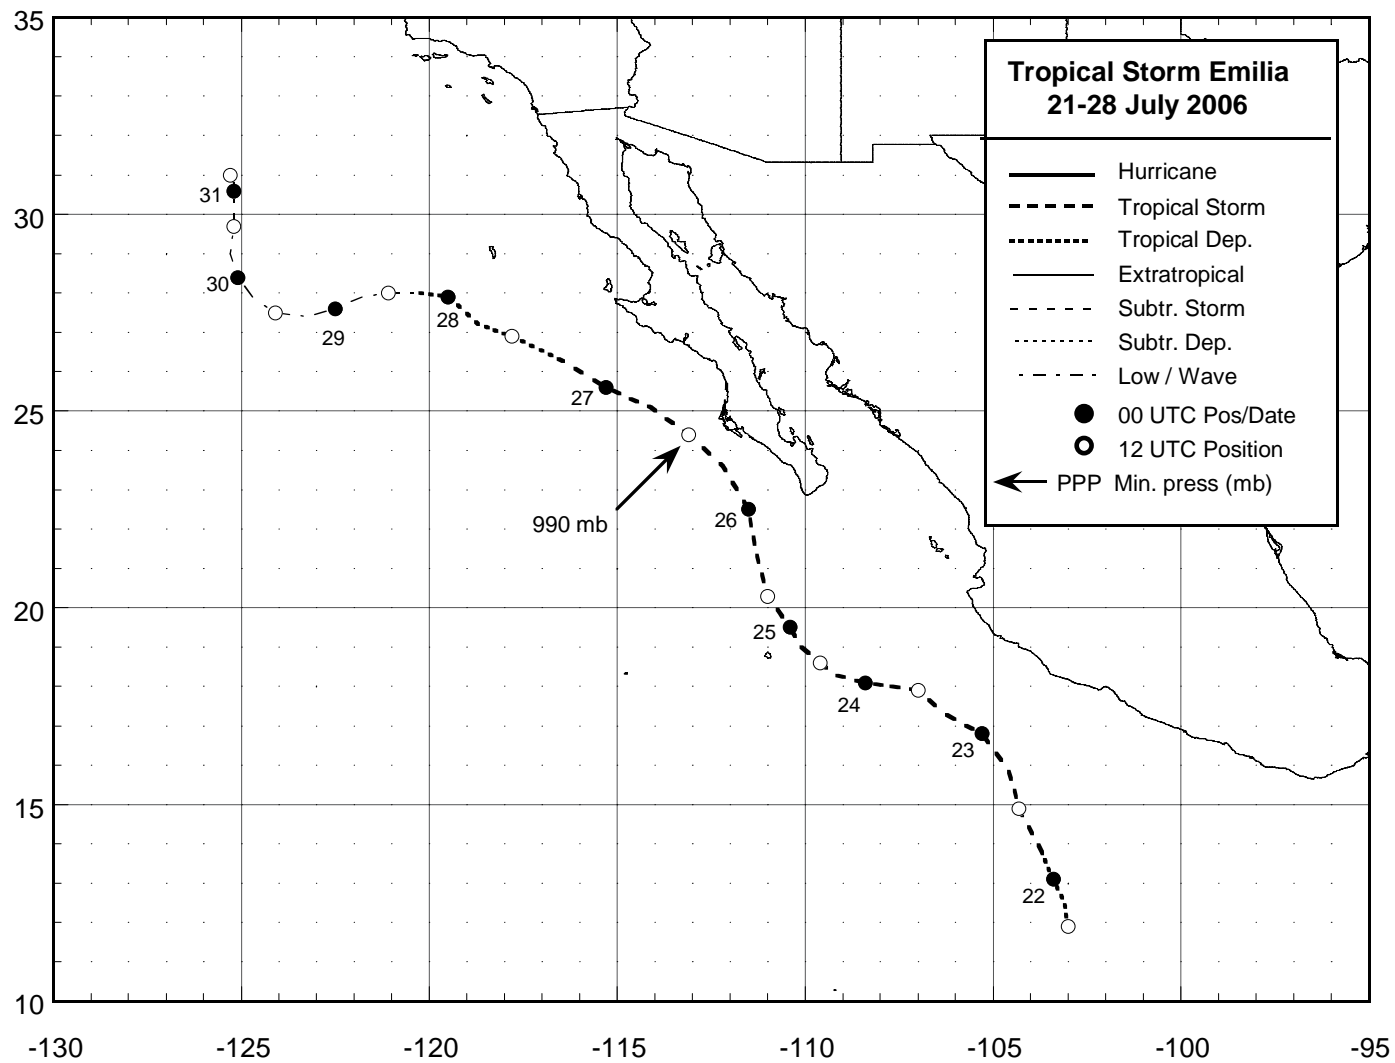 Tropical Storm Emilia
21-28 July 2006
Hurricane
Tropical Storm
Tropical Dep.
Extratropical
Subtr. Storm
Subtr. Dep.
Low / Wave
00 UTC Pos/Date
12 UTC Position
PPP Min. press (mb)
35
30
25
20
15
10
31
30
29
28
27
990 mb
26
25
24
23
22
-130 -125 -120 -115 -110 -105 -100 -95